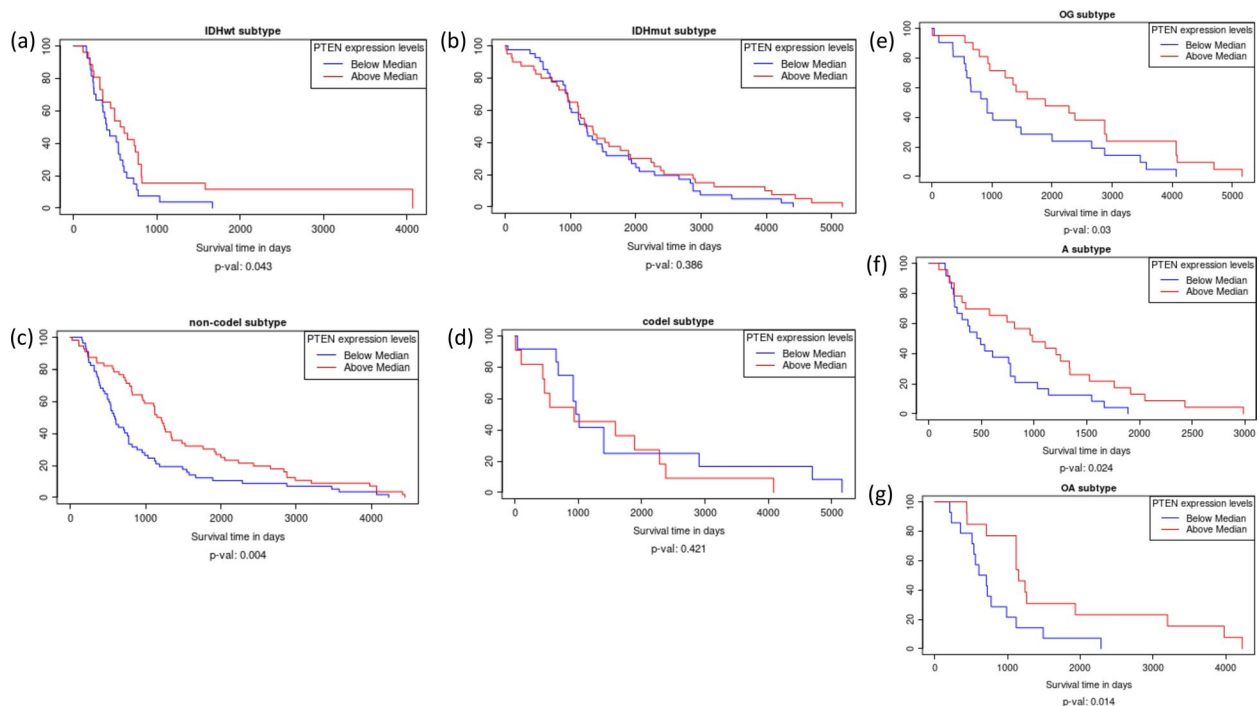 (a)
IDHwt subtype
PTEN expression levels
Below Median
Above Median
100
80
60
40
20
0
0 1000 2000 3000 4000
Survival time in days
p-val: 0.043
(b)
IDHmut subtype
PTEN expression levels
Below Median
Above Median
100
80
60
40
20
0
0 1000 2000 3000 4000 5000
Survival time in days
p-val: 0.386
(c)
non-codel subtype
PTEN expression levels
Below Median
Above Median
100
80
60
40
20
0
0 1000 2000 3000 4000
Survival time in days
p-val: 0.004
(d)
codel subtype
PTEN expression levels
Below Median
Above Median
100
80
60
40
20
0
0 1000 2000 3000 4000 5000
Survival time in days
p-val: 0.421
(e)
OG subtype
PTEN expression levels
Below Median
Above Median
100
80
60
40
20
0
0 1000 2000 3000 4000 5000
Survival time in days
p-val: 0.03
(f)
A subtype
PTEN expression levels
Below Median
Above Median
100
80
60
40
20
0
0 500 1000 1500 2000 2500 3000
Survival time in days
p-val: 0.024
(g)
OA subtype
PTEN expression levels
Below Median
Above Median
100
80
60
40
20
0
0 1000 2000 3000 4000
Survival time in days
p-val: 0.014